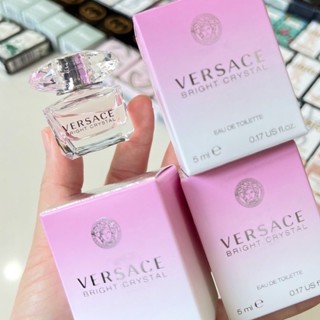 VERSACE
BRIGHT CRYSTAL
EAU DE TOILETTE
5 ml e 0.17 US fl.oz.
VERSACE
BRIGHT CRYSTAL
VERSACE
BRIGHT CRYSTAL
VERSACE
BRIGHT CRYSTAL
EAU DE TOILETTE
5 ml e 0.17 US fl